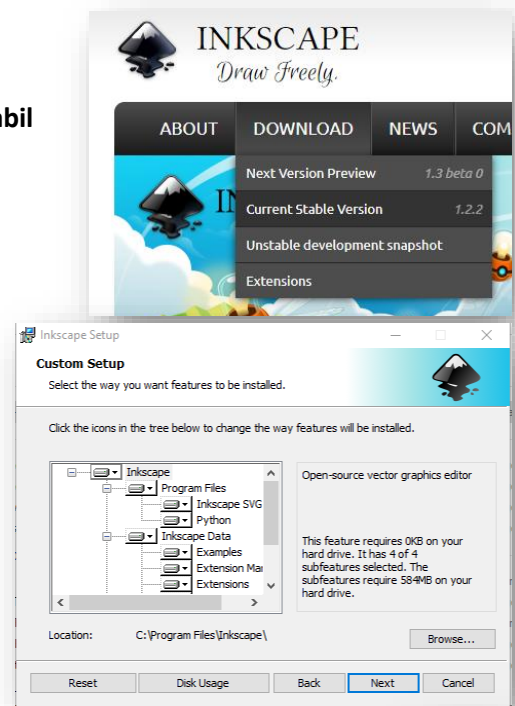 INKSCAPE
Draw Freely.
ABOUT DOWNLOAD NEWS
Next Version Preview 1.3 beta 0
Current Stable Version 1.2.2
Unstable development snapshot
Extensions
Inkscape Setup
Custom Setup
Select the way you want features to be installed.
Click the icons in the tree below to change the way features will be installed.
Inkscape
Program Files
Inkscape SVG
Python
Inkscape Data
Examples
Extension Mai
Extensions
Open-source vector graphics editor
This feature requires 0KB on your
hard drive. It has 4 of 4
subfeatures selected. The
subfeatures require 584MB on your
hard drive.
Location: C:\Program Files\Inkscape\
Browse...
Reset Disk Usage Back Next Cancel